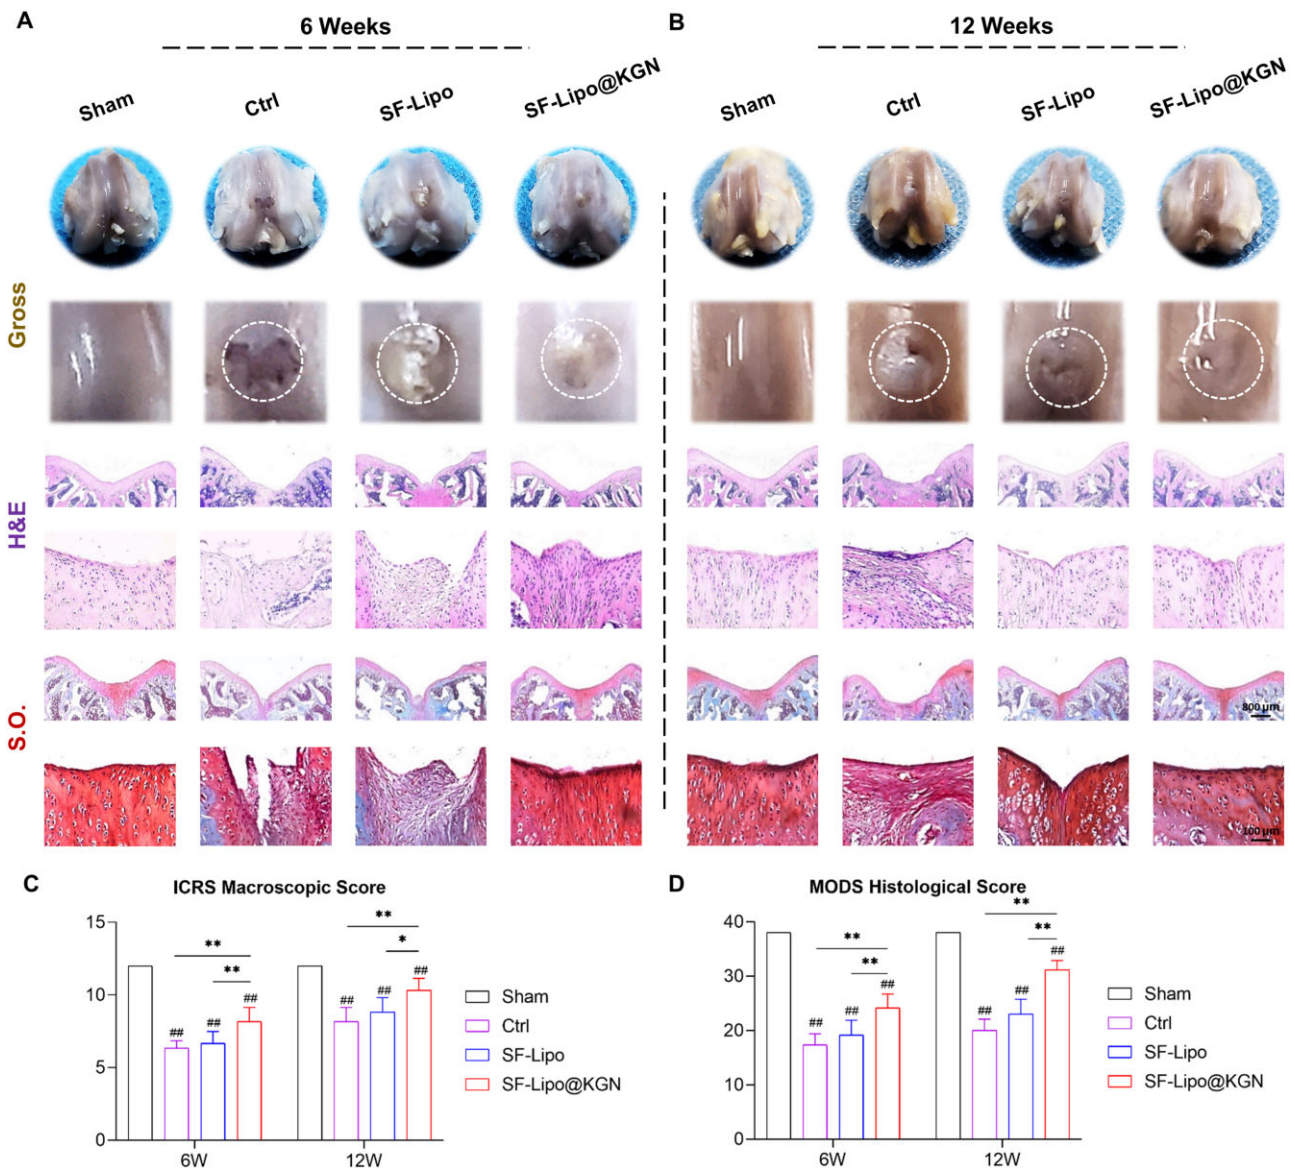 A
6 Weeks
Sham
Ctrl
SF-Lipo
SF-Lipo@KGN
B
12 Weeks
Sham
Ctrl
SF-Lipo
SF-Lipo@KGN
Gross
H&E
S.O.
800 μm
100 μm
C
ICRS Macroscopic Score
15
10
5
0
**
**
**
*
##
##
##
##
##
##
6W
12W
Sham
Ctrl
SF-Lipo
SF-Lipo@KGN
D
MODS Histological Score
40
30
20
10
0
**
**
**
**
##
##
##
##
##
##
6W
12W
Sham
Ctrl
SF-Lipo
SF-Lipo@KGN